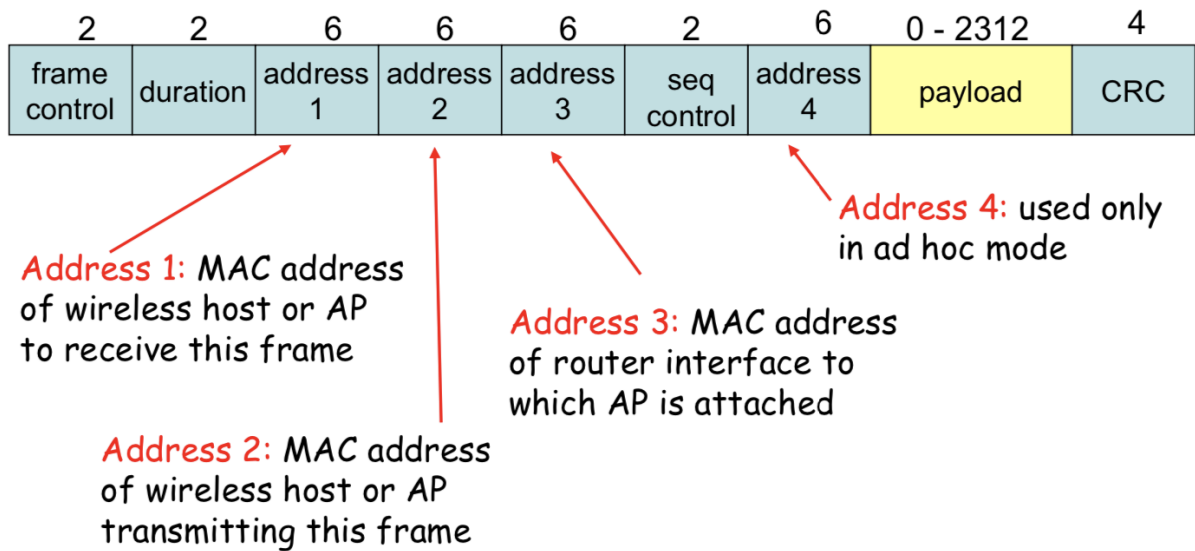 2 2 6 6 6 2 6 0 - 2312 4
frame control duration address 1 address 2 address 3 seq control address 4 payload CRC
Address 4: used only
in ad hoc mode
Address 1: MAC address
of wireless host or AP
to receive this frame
Address 3: MAC address
of router interface to
which AP is attached
Address 2: MAC address
of wireless host or AP
transmitting this frame